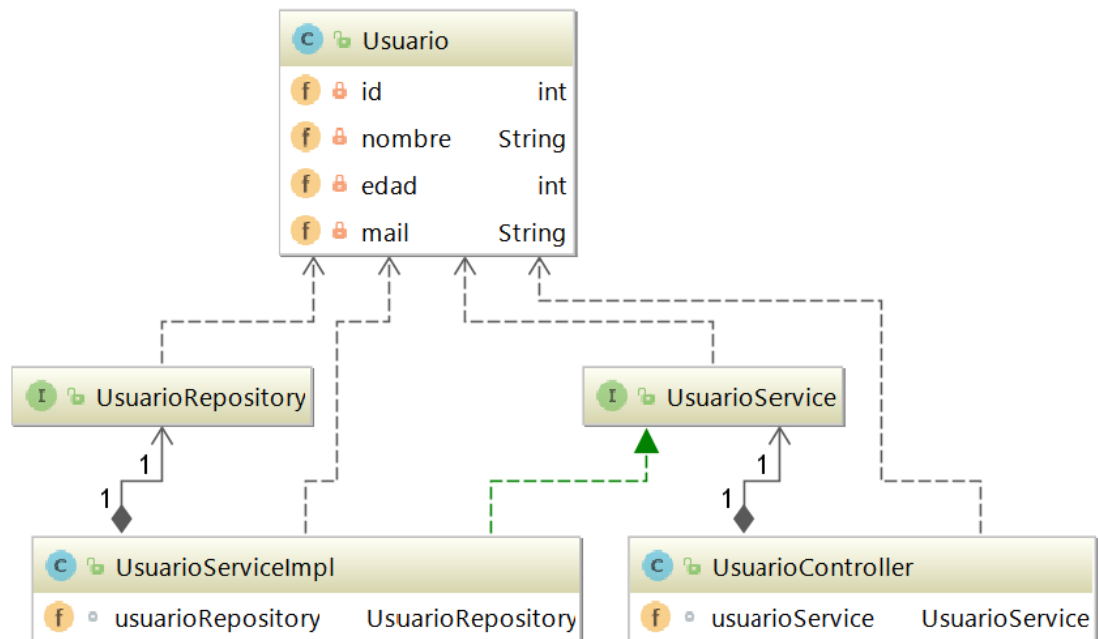 C Usuario
f id int
f nombre String
f edad int
f mail String
I UsuarioRepository
I UsuarioService
1
1
1
1
C UsuarioServiceImpl
f usuarioRepository UsuarioRepository
C UsuarioController
f usuarioService UsuarioService